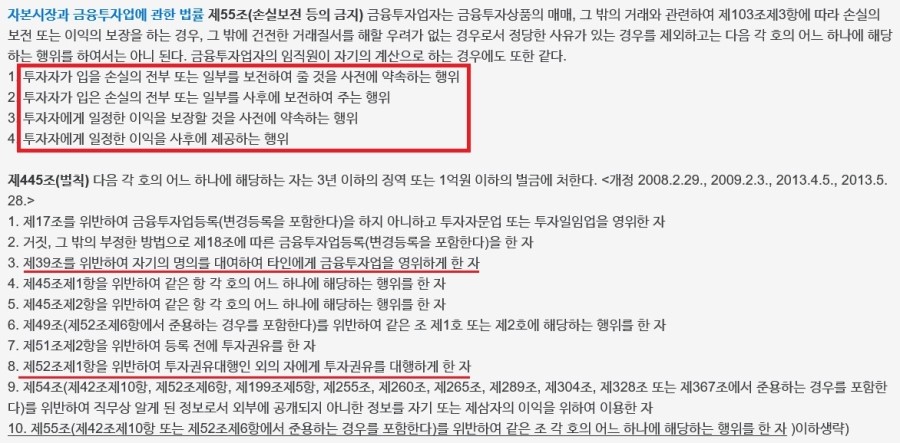 자본시장과 금융투자업에 관한 법률 제55조(손실보전 등의 금지) 금융투자업자는 금융투자상품의 매매, 그 밖의 거래와 관련하여 제103조제3항에 따라 손실의
보전 또는 이익의 보장을 하는 경우, 그 밖에 건전한 거래질서를 해할 우려가 없는 경우로서 정당한 사유가 있는 경우를 제외하고는 다음 각 호의 어느 하나에 해당
하는 행위를 하여서는 아니 된다. 금융투자업자의 임직원이 자기의 계산으로 하는 경우에도 또한 같다.
1. 투자자가 입을 손실의 전부 또는 일부를 보전하여 줄 것을 사전에 약속하는 행위
2. 투자자가 입은 손실의 전부 또는 일부를 사후에 보전하여 주는 행위
3. 투자자에게 일정한 이익을 보장할 것을 사전에 약속하는 행위
4. 투자자에게 일정한 이익을 사후에 제공하는 행위
제445조(벌칙) 다음 각 호의 어느 하나에 해당하는 자는 3년 이하의 징역 또는 1억원 이하의 벌금에 처한다. <개정 2008.2.29., 2009.2.3., 2013.4.5., 2013.5.
28.>
1. 제17조를 위반하여 금융투자업등록(변경등록을 포함한다)을 하지 아니하고 투자자문업 또는 투자일임업을 영위한 자
2. 거짓, 그 밖의 부정한 방법으로 제18조에 따른 금융투자업등록(변경등록을 포함한다)을 한 자
3. 제39조를 위반하여 자기의 명의를 대여하여 타인에게 금융투자업을 영위하게 한 자
4. 제45조제1항을 위반하여 같은 항 각 호의 어느 하나에 해당하는 행위를 한 자
5. 제45조제2항을 위반하여 같은 항 각 호의 어느 하나에 해당하는 행위를 한 자
6. 제49조(제52조제6항에서 준용하는 경우를 포함한다)를 위반하여 같은 조 제1호 또는 제2호에 해당하는 행위를 한 자
7. 제51조제2항을 위반하여 등록 전에 투자권유를 한 자
8. 제52조제1항을 위반하여 투자권유대행인 외의 자에게 투자권유를 대행하게 한 자
9. 제54조(제42조제10항, 제52조제6항, 제199조제5항, 제255조, 제260조, 제265조, 제289조, 제304조, 제328조 또는 제367조에서 준용하는 경우를 포함한
다)를 위반하여 직무상 알게 된 정보로서 외부에 공개되지 아니한 정보를 자기 또는 제삼자의 이익을 위하여 이용한 자
10. 제55조(제42조제10항 또는 제52조제6항에서 준용하는 경우를 포함한다)를 위반하여 같은 조 각 호의 어느 하나에 해당하는 행위를 한 자 )이하생략)